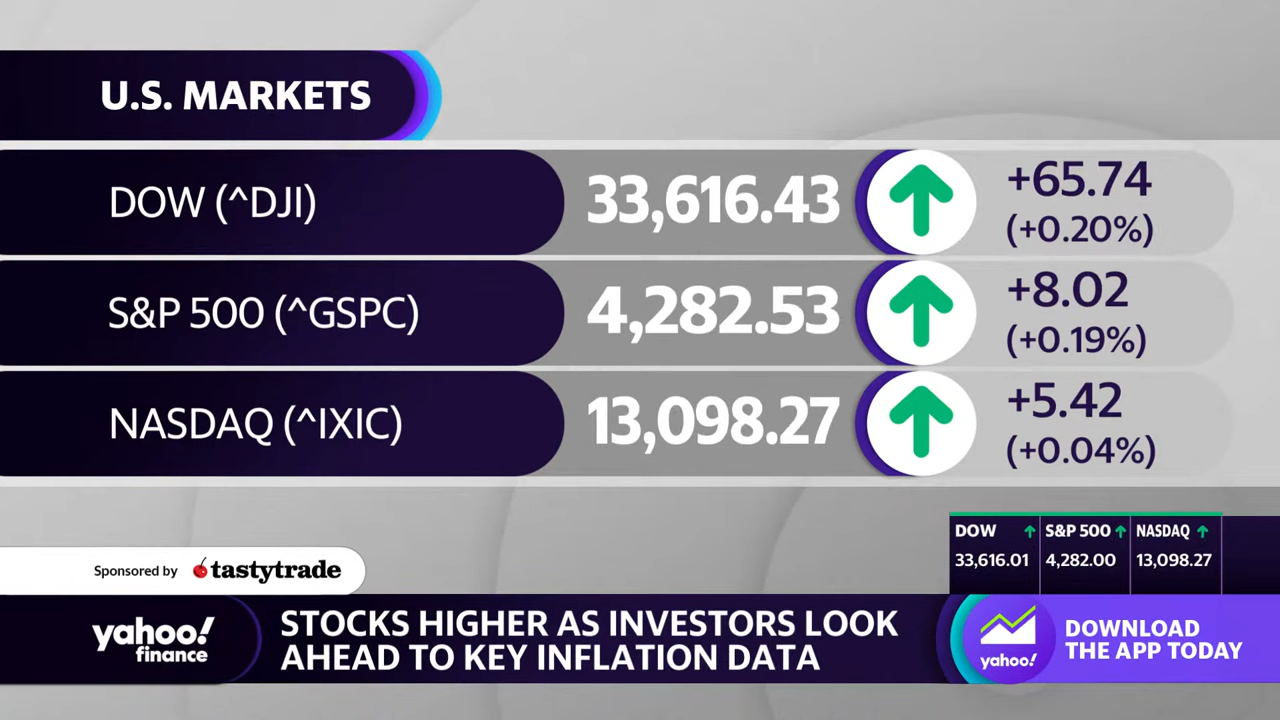 U.S. MARKETS
DOW (^DJI) 33,616.43 +65.74
(+0.20%)
S&P 500 (^GSPC) 4,282.53 +8.02
(+0.19%)
NASDAQ (^IXIC) 13,098.27 +5.42
(+0.04%)
DOW S&P 500 NASDAQ
33,616.01 4,282.00 13,098.27
Sponsored by tastytrade
yahoo!
finance
STOCKS HIGHER AS INVESTORS LOOK
AHEAD TO KEY INFLATION DATA
yahoo!
DOWNLOAD
THE APP TODAY